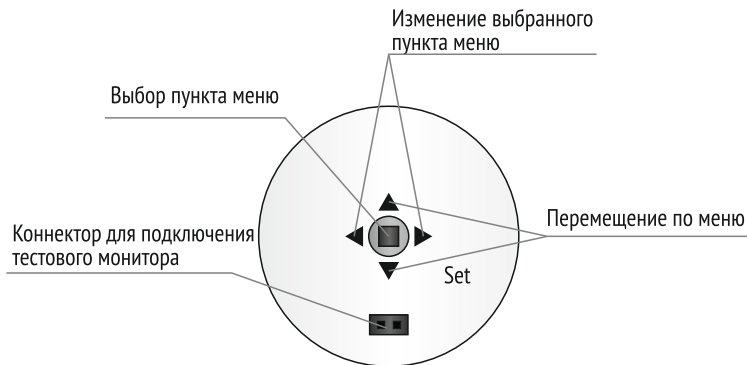 Изменение выбранного
пункта меню
Выбор пункта меню
Перемещение по меню
Коннектор для подключения
тестового монитора
Set